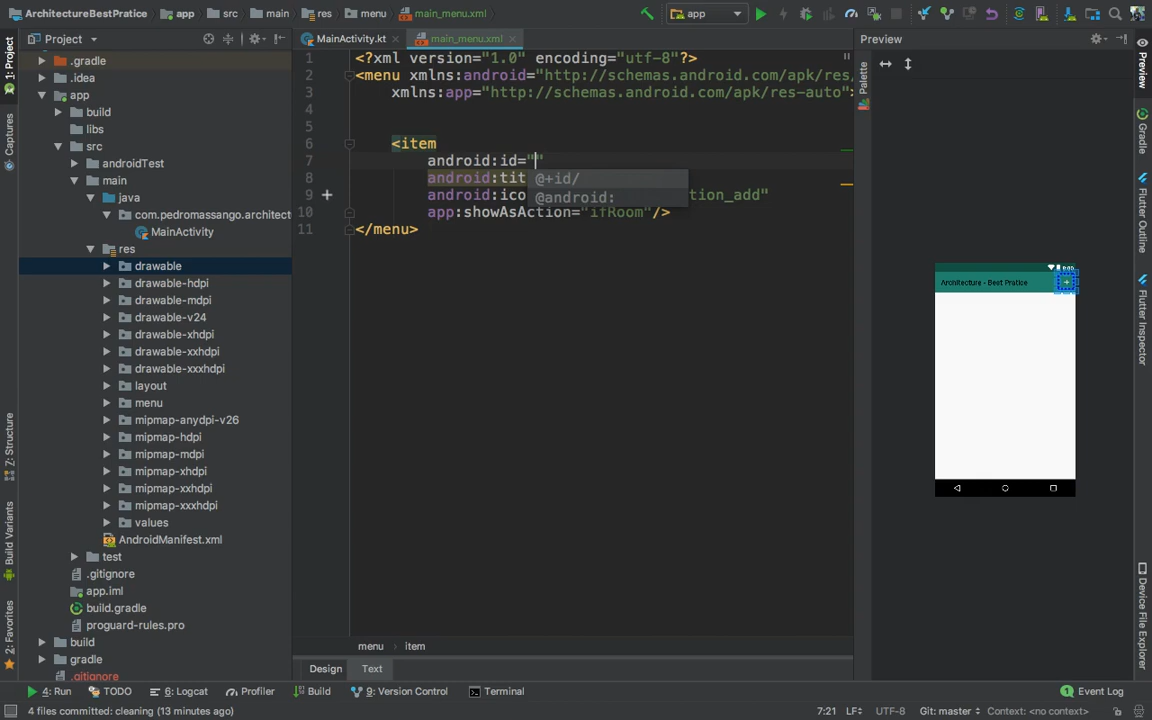 ArchitectureBestPratice
app
src
main
res
menu
main_menu.xml
app
1: Project
Captures
Z: Structure
Build Variants
2: Favorites
Project
.gradle
.idea
app
build
libs
src
androidTest
main
java
com.pedromassango.architect
MainActivity
res
drawable
drawable-hdpi
drawable-mdpi
drawable-v24
drawable-xhdpi
drawable-xxhdpi
drawable-xxxhdpi
layout
menu
mipmap-anydpi-v26
mipmap-hdpi
mipmap-mdpi
mipmap-xhdpi
mipmap-xxhdpi
mipmap-xxxhdpi
values
AndroidManifest.xml
test
.gitignore
app.iml
build.gradle
proguard-rules.pro
build
gradle
.gitignore
MainActivity.kt
main_menu.xml
1 <?xml version="1.0" encoding="utf-8"?>
2 <menu xmlns:android="http://schemas.android.com/apk/res/
3 xmlns:app="http://schemas.android.com/apk/res-auto">
4
5
6 <item
7 android:id=""
8 android:tit
9 android:ico tion_add"
10 app:showAsAction="ifRoom"/>
11 </menu>
@+id/
@android:
menu
item
Design
Text
Preview
Palette
Architecture - Best Pratice
Preview
Gradle
Flutter Outline
Flutter Inspector
Device File Explorer
4: Run
TODO
6: Logcat
Profiler
Build
9: Version Control
Terminal
1 Event Log
4 files committed: cleaning (13 minutes ago)
7:21
LF
UTF-8
Git: master
Context: <no context>